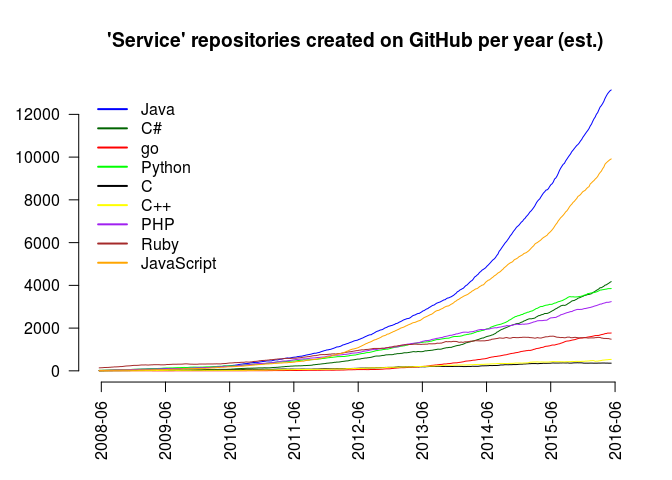 'Service' repositories created on GitHub per year (est.)
12000
10000
8000
6000
4000
2000
0
Java
C#
go
Python
C
C++
PHP
Ruby
JavaScript
2008-06
2009-06
2010-06
2011-06
2012-06
2013-06
2014-06
2015-06
2016-06